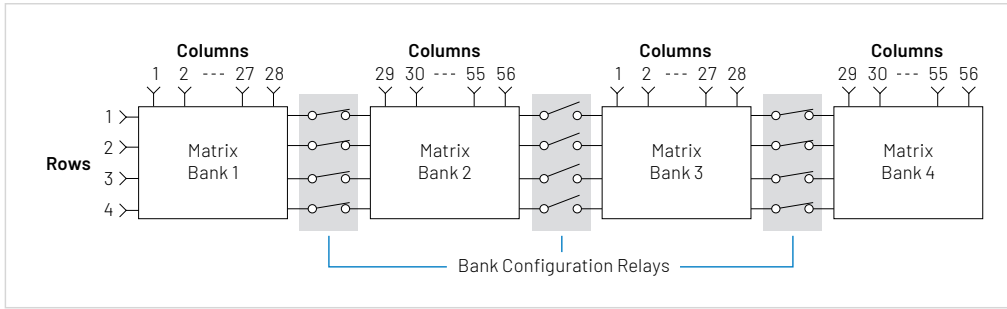 Columns Columns Columns Columns
1 2 --- 27 28 29 30 --- 55 56 1 2 --- 27 28 29 30 --- 55 56
1
Rows
2
3
4
Matrix
Bank 1
Matrix
Bank 2
Matrix
Bank 3
Matrix
Bank 4
Bank Configuration Relays